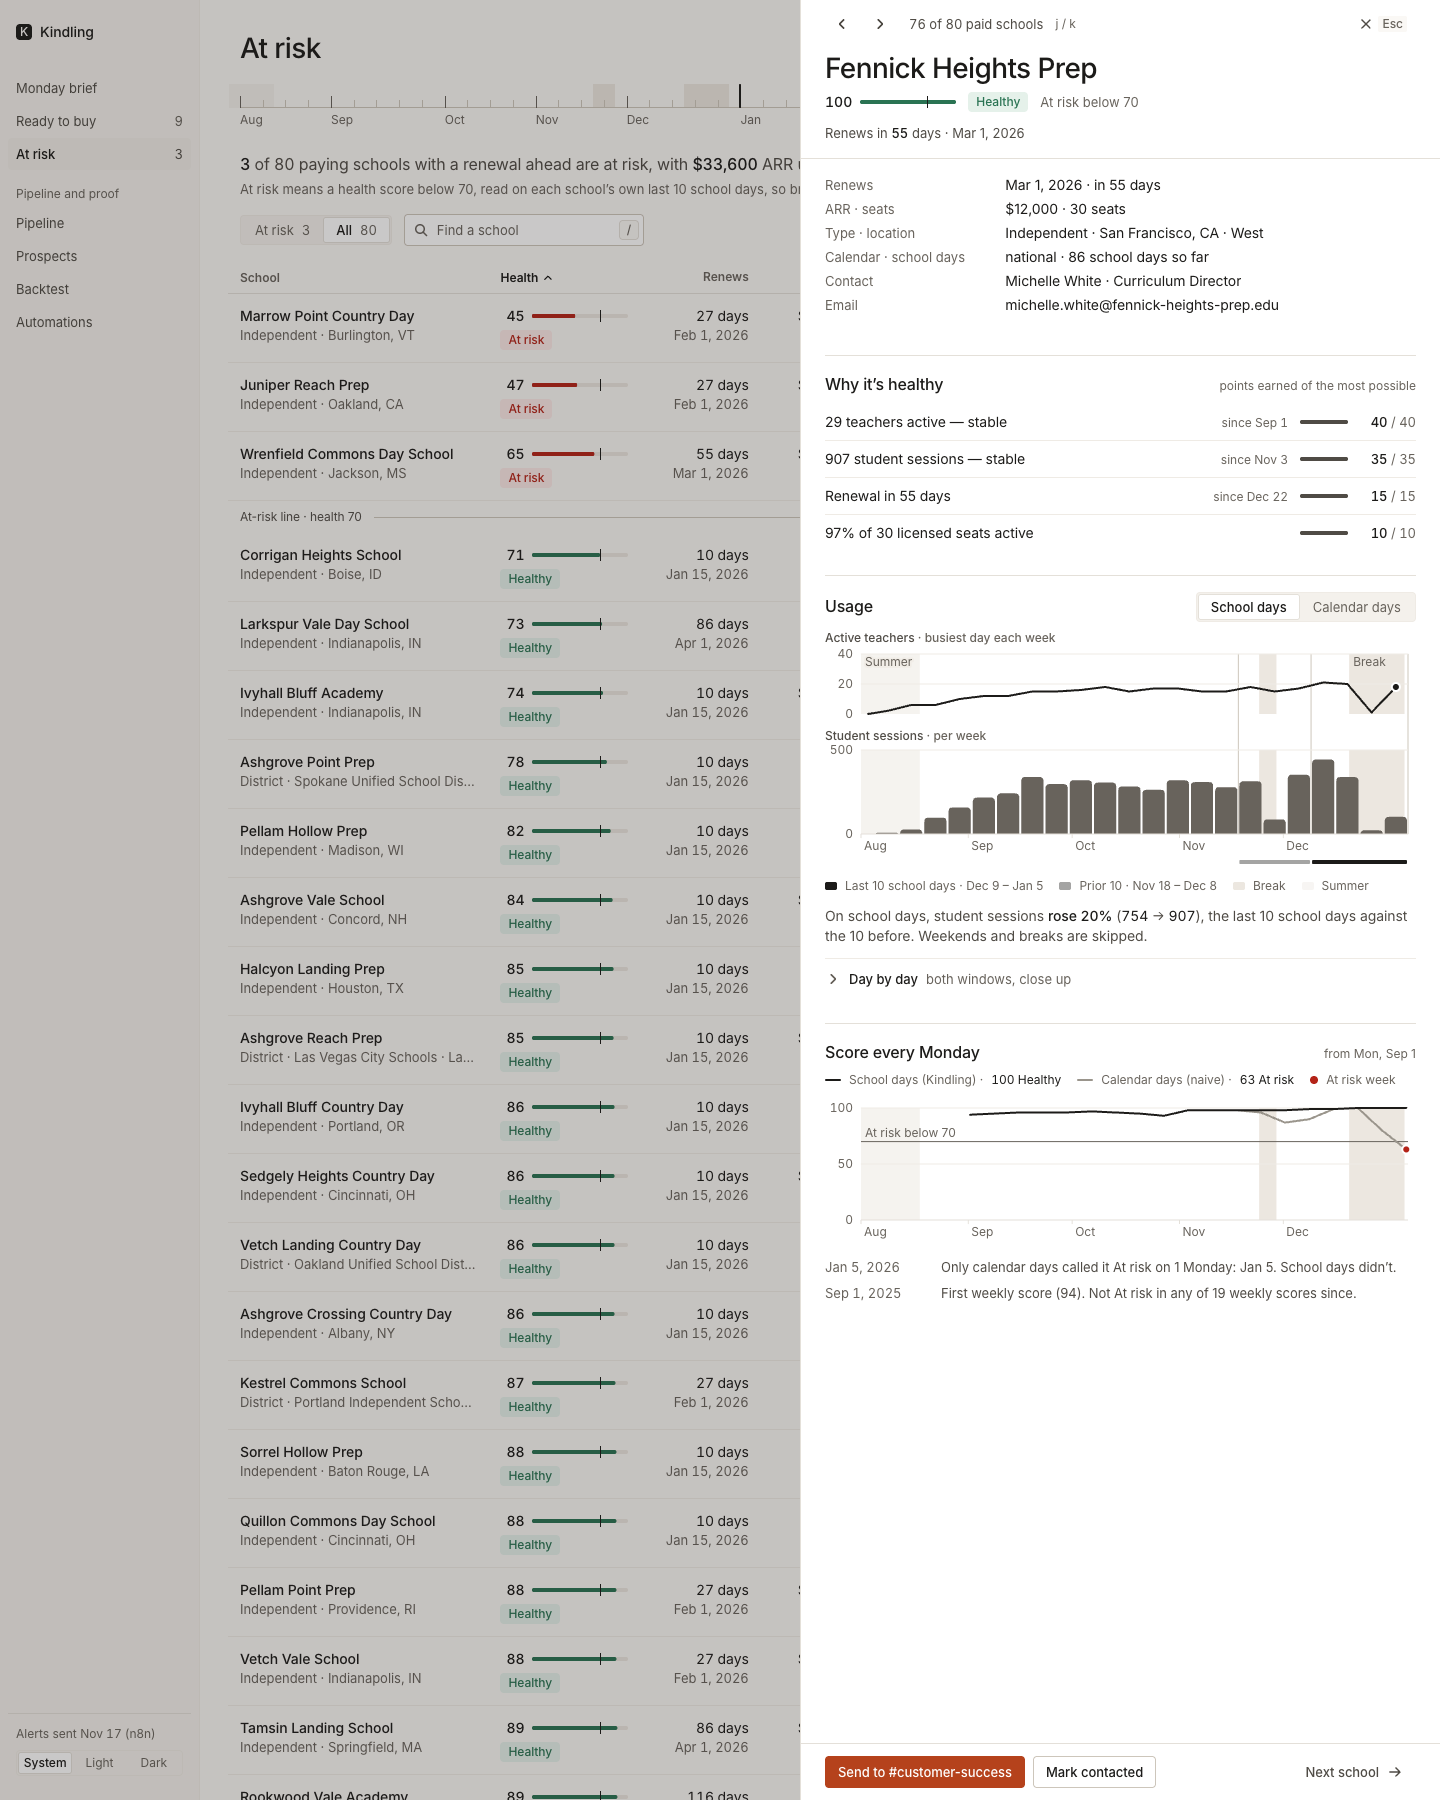 K Kindling
Monday brief
Ready to buy 9
At risk 3
Pipeline and proof
Pipeline
Prospects
Backtest
Automations
Alerts sent Nov 17 (n8n)
System Light Dark
At risk
Aug Sep Oct Nov Dec Jan
3 of 80 paying schools with a renewal ahead are at risk, with $33,600 ARR
At risk means a health score below 70, read on each school’s own last 10 school days, so
At risk 3 All 80
Find a school /
School Health Renews
Marrow Point Country Day 45 27 days
Independent · Burlington, VT At risk Feb 1, 2026
Juniper Reach Prep 47 27 days
Independent · Oakland, CA At risk Feb 1, 2026
Wrenfield Commons Day School 65 55 days
Independent · Jackson, MS At risk Mar 1, 2026
At-risk line · health 70
Corrigan Heights School 71 10 days
Independent · Boise, ID Healthy Jan 15, 2026
Larkspur Vale Day School 73 86 days
Independent · Indianapolis, IN Healthy Apr 1, 2026
Ivyhall Bluff Academy 74 10 days
Independent · Indianapolis, IN Healthy Jan 15, 2026
Ashgrove Point Prep 78 10 days
District · Spokane Unified School Dis... Healthy Jan 15, 2026
Pellam Hollow Prep 82 10 days
Independent · Madison, WI Healthy Jan 15, 2026
Ashgrove Vale School 84 10 days
Independent · Concord, NH Healthy Jan 15, 2026
Halcyon Landing Prep 85 10 days
Independent · Houston, TX Healthy Jan 15, 2026
Ashgrove Reach Prep 85 10 days
District · Las Vegas City Schools · La... Healthy Jan 15, 2026
Ivyhall Bluff Country Day 86 10 days
Independent · Portland, OR Healthy Jan 15, 2026
Sedgely Heights Country Day 86 10 days
Independent · Cincinnati, OH Healthy Jan 15, 2026
Vetch Landing Country Day 86 10 days
District · Oakland Unified School Dist... Healthy Jan 15, 2026
Ashgrove Crossing Country Day 86 10 days
Independent · Albany, NY Healthy Jan 15, 2026
Kestrel Commons School 87 27 days
District · Portland Independent Scho... Healthy Feb 1, 2026
Sorrel Hollow Prep 88 10 days
Independent · Baton Rouge, LA Healthy Jan 15, 2026
Quillon Commons Day School 88 10 days
Independent · Cincinnati, OH Healthy Jan 15, 2026
Pellam Point Prep 88 27 days
Independent · Providence, RI Healthy Feb 1, 2026
Vetch Vale School 88 27 days
Independent · Indianapolis, IN Healthy Feb 1, 2026
Tamsin Landing School 89 86 days
Independent · Springfield, MA Healthy Apr 1, 2026
Rookwood Vale Academy 89 116 days
76 of 80 paid schools j / k Esc
Fennick Heights Prep
100 Healthy At risk below 70
Renews in 55 days · Mar 1, 2026
Renews Mar 1, 2026 · in 55 days
ARR · seats $12,000 · 30 seats
Type · location Independent · San Francisco, CA · West
Calendar · school days national · 86 school days so far
Contact Michelle White · Curriculum Director
Email michelle.white@fennick-heights-prep.edu
Why it’s healthy points earned of the most possible
29 teachers active — stable since Sep 1 40 / 40
907 student sessions — stable since Nov 3 35 / 35
Renewal in 55 days since Dec 22 15 / 15
97% of 30 licensed seats active 10 / 10
Usage School days Calendar days
Active teachers · busiest day each week
40
Summer Break
20
0
Student sessions · per week
500
0
Aug Sep Oct Nov Dec
Last 10 school days · Dec 9 – Jan 5 Prior 10 · Nov 18 – Dec 8 Break Summer
On school days, student sessions rose 20% (754 → 907), the last 10 school days against
the 10 before. Weekends and breaks are skipped.
Day by day both windows, close up
Score every Monday from Mon, Sep 1
School days (Kindling) · 100 Healthy Calendar days (naive) · 63 At risk At risk week
100
At risk below 70
50
0
Aug Sep Oct Nov Dec
Jan 5, 2026 Only calendar days called it At risk on 1 Monday: Jan 5. School days didn’t.
Sep 1, 2025 First weekly score (94). Not At risk in any of 19 weekly scores since.
Send to #customer-success Mark contacted Next school →